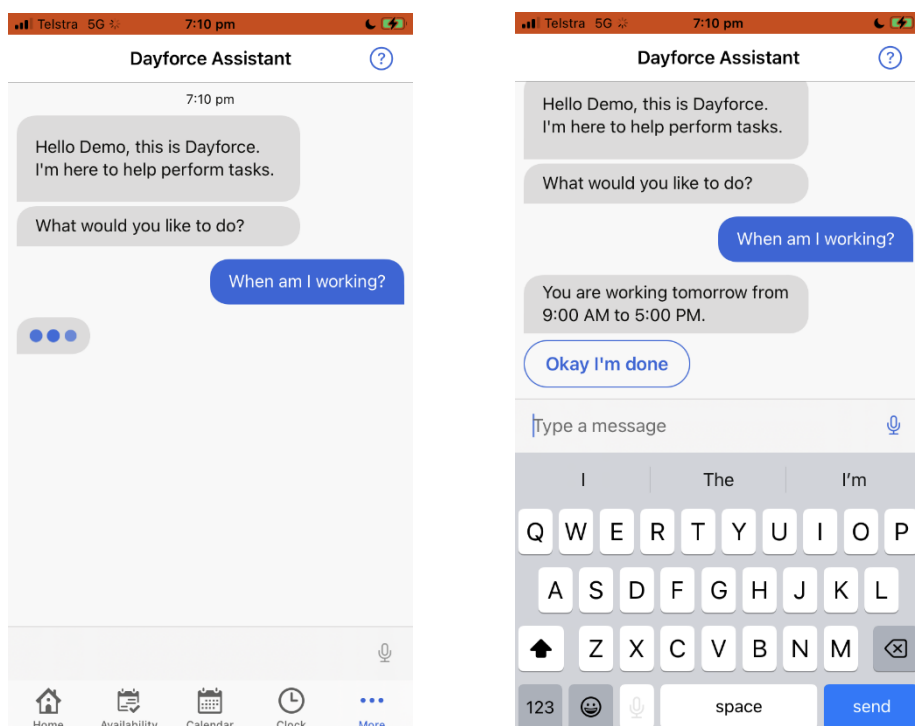 Telstra 5G 7:10 pm
Dayforce Assistant ?
7:10 pm
Hello Demo, this is Dayforce.
I'm here to help perform tasks.
What would you like to do?
When am I working?
Home Availability Calendar Clock More
Telstra 5G 7:10 pm
Dayforce Assistant ?
Hello Demo, this is Dayforce.
I'm here to help perform tasks.
What would you like to do?
When am I working?
You are working tomorrow from
9:00 AM to 5:00 PM.
Okay I'm done
Type a message
I The I'm
Q W E R T Y U I O P
A S D F G H J K L
Z X C V B N M
123 space send